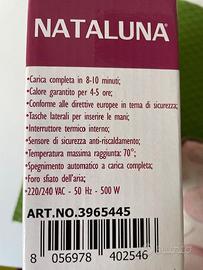 NATALUNA®
•Carica completa in 8-10 minuti;
•Calore garantito per 4-5 ore;
•Conforme alle direttive europee in tema di sicurezza;
•Tasche laterali per inserire le mani;
•Interruttore termico interno;
•Sensore di sicurezza anti-riscaldamento;
•Temperatura massima raggiunta: 70°;
•Spegnimento automatico a carica completa;
•Foro sfiato dell'aria;
•220/240 VAC - 50 Hz - 500 W
ART.NO.3965445
8 056978 402546